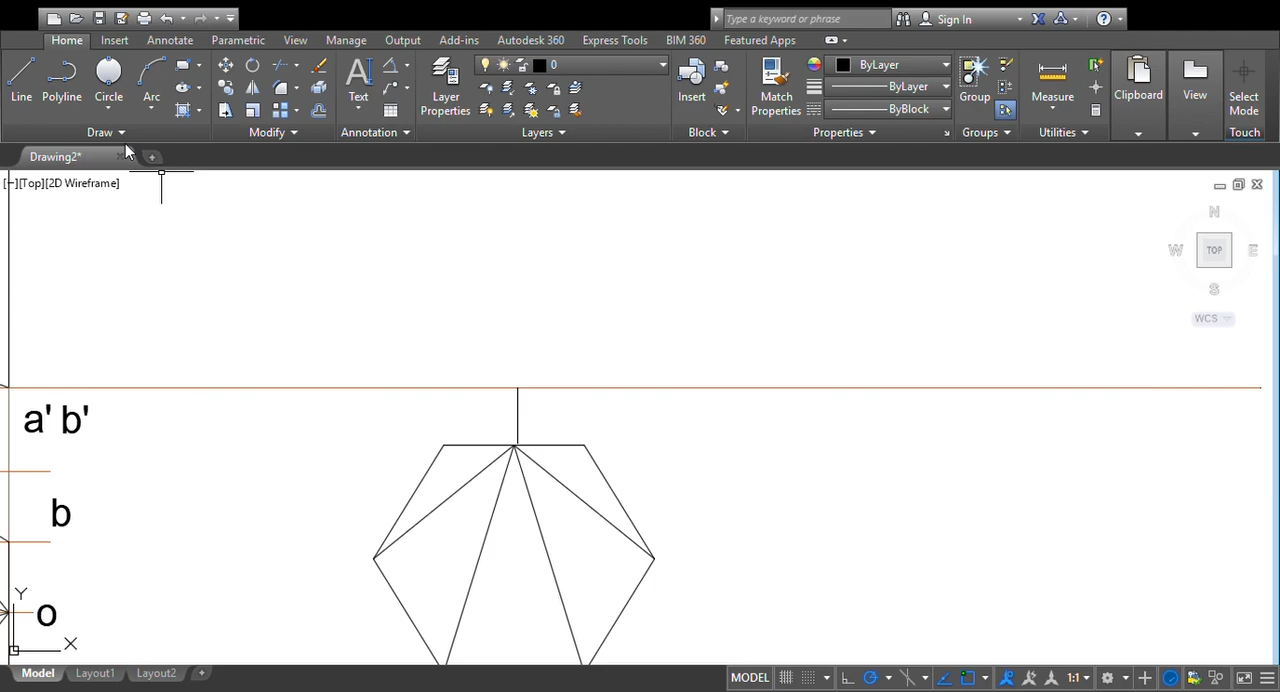 Type a keyword or phrase
Sign In
Home Insert Annotate Parametric View Manage Output Add-ins Autodesk 360 Express Tools BIM 360 Featured Apps
0
ByLayer
Line Polyline Circle Arc
Text
Layer
Properties
Insert
Match
Properties
ByLayer
ByBlock
Group
Measure
Clipboard
View
Select
Mode
Draw Modify Annotation Layers Block Properties Groups Utilities Touch
Drawing2*
[−][Top][2D Wireframe]
N
W TOP E
S
WCS
a' b'
b
Y
o
X
Model Layout1 Layout2
MODEL 1:1